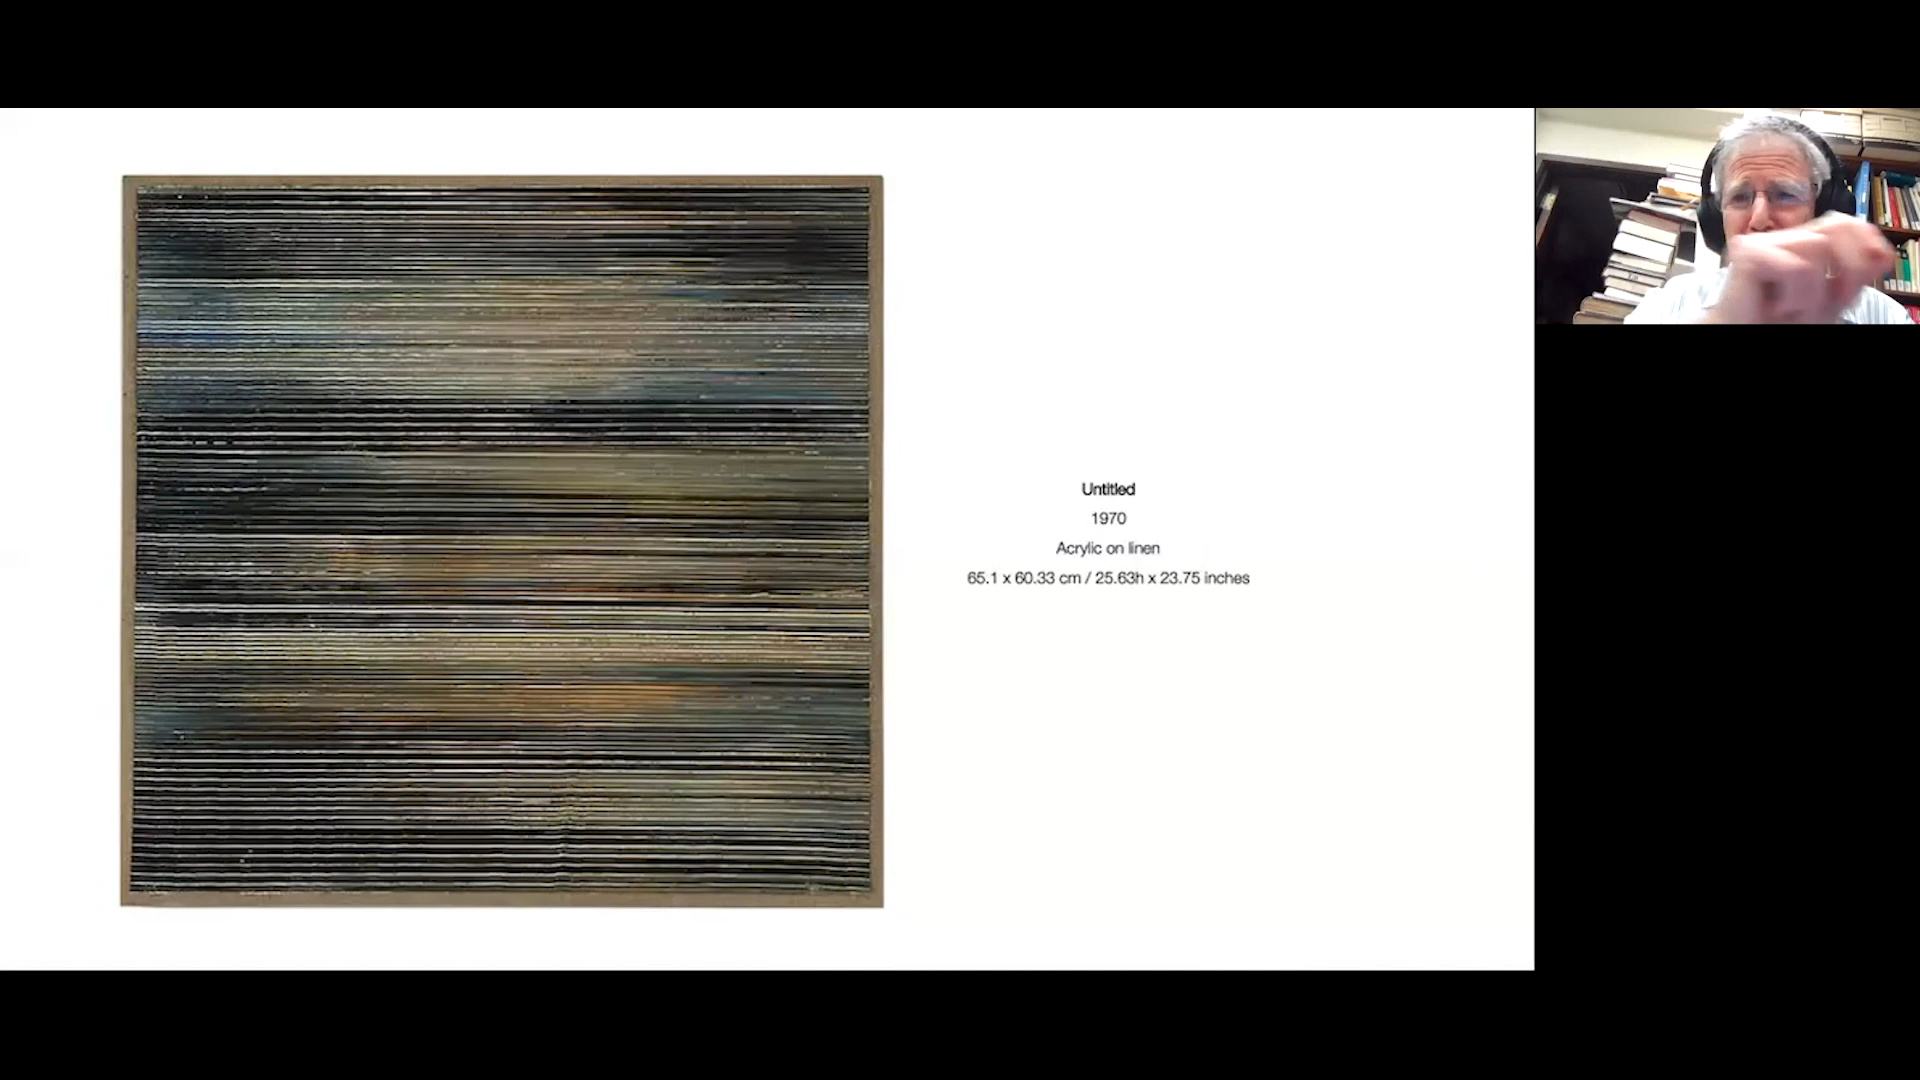 Untitled
1970
Acrylic on linen
65.1 x 60.33 cm / 25.63h x 23.75 inches